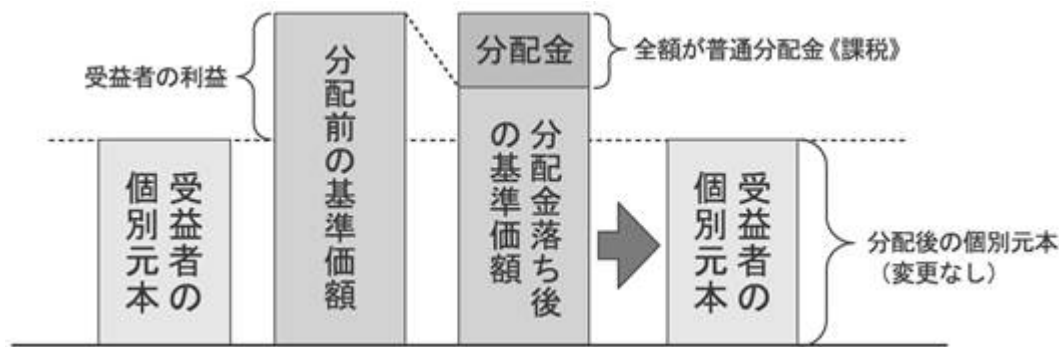 受益者の利益
受益者の
個別元本
分配前の基準価額
分配金
全額が普通分配金《課税》
分配金落ち後
の基準価額
受益者の
個別元本
分配後の個別元本
（変更なし）